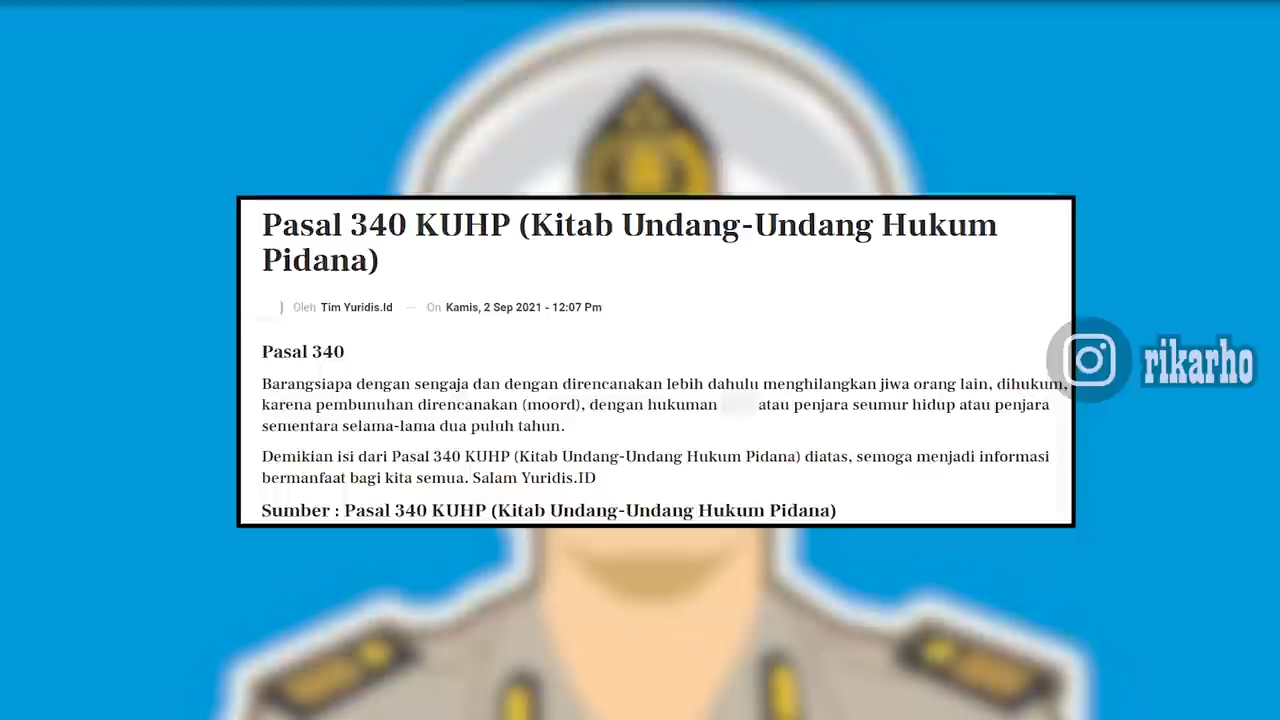 Pasal 340 KUHP (Kitab Undang-Undang Hukum
Pidana)
Oleh Tim Yuridis.Id — On Kamis, 2 Sep 2021 - 12:07 Pm
Pasal 340
Barangsiapa dengan sengaja dan dengan direncanakan lebih dahulu menghilangkan jiwa orang lain, dihukum,
karena pembunuhan direncanakan (moord), dengan hukuman atau penjara seumur hidup atau penjara
sementara selama-lama dua puluh tahun.
Demikian isi dari Pasal 340 KUHP (Kitab Undang-Undang Hukum Pidana) diatas, semoga menjadi informasi
bermanfaat bagi kita semua. Salam Yuridis.ID
Sumber : Pasal 340 KUHP (Kitab Undang-Undang Hukum Pidana)
rikarho